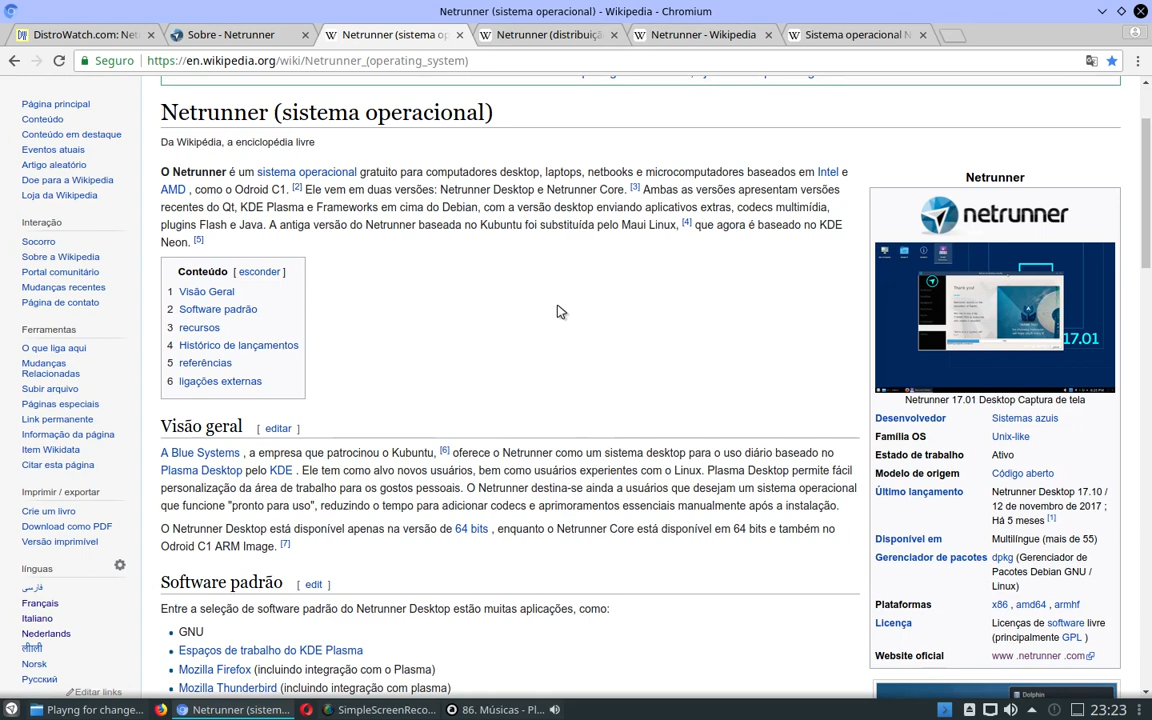 Netrunner (sistema operacional) - Wikipedia - Chromium
DistroWatch.com: Net
Sobre - Netrunner
Netrunner (sistema op
Netrunner (distribuiçã
Netrunner - Wikipedia
Sistema operacional N
Seguro
https://en.wikipedia.org/wiki/Netrunner_(operating_system)
Página principal
Conteúdo
Conteúdo em destaque
Eventos atuais
Artigo aleatório
Doe para a Wikipedia
Loja da Wikipedia
Interação
Socorro
Sobre a Wikipedia
Portal comunitário
Mudanças recentes
Página de contato
Ferramentas
O que liga aqui
Mudanças
Relacionadas
Subir arquivo
Páginas especiais
Link permanente
Informação da página
Item Wikidata
Citar esta página
Imprimir / exportar
Crie um livro
Download como PDF
Versão imprimível
línguas
فارسی
Français
Italiano
Nederlands
Norsk
Русский
Editar links
Netrunner (sistema operacional)
Da Wikipédia, a enciclopédia livre
O Netrunner é um sistema operacional gratuito para computadores desktop, laptops, netbooks e microcomputadores baseados em Intel e
AMD , como o Odroid C1. [2] Ele vem em duas versões: Netrunner Desktop e Netrunner Core. [3] Ambas as versões apresentam versões
recentes do Qt, KDE Plasma e Frameworks em cima do Debian, com a versão desktop enviando aplicativos extras, codecs multimídia,
plugins Flash e Java. A antiga versão do Netrunner baseada no Kubuntu foi substituída pelo Maui Linux, [4] que agora é baseado no KDE
Neon. [5]
Conteúdo [ esconder ]
1 Visão Geral
2 Software padrão
3 recursos
4 Histórico de lançamentos
5 referências
6 ligações externas
Visão geral [ editar ]
A Blue Systems , a empresa que patrocinou o Kubuntu, [6] oferece o Netrunner como um sistema desktop para o uso diário baseado no
Plasma Desktop pelo KDE . Ele tem como alvo novos usuários, bem como usuários experientes com o Linux. Plasma Desktop permite fácil
personalização da área de trabalho para os gostos pessoais. O Netrunner destina-se ainda a usuários que desejam um sistema operacional
que funcione "pronto para uso", reduzindo o tempo para adicionar codecs e aprimoramentos essenciais manualmente após a instalação.
O Netrunner Desktop está disponível apenas na versão de 64 bits , enquanto o Netrunner Core está disponível em 64 bits e também no
Odroid C1 ARM Image. [7]
Software padrão [ edit ]
Entre a seleção de software padrão do Netrunner Desktop estão muitas aplicações, como:
GNU
Espaços de trabalho do KDE Plasma
Mozilla Firefox (incluindo integração com o Plasma)
Mozilla Thunderbird (incluindo integração com plasma)
Netrunner
netrunner
Thank you!
17.01
Netrunner 17.01 Desktop Captura de tela
Desenvolvedor Sistemas azuis
Família OS Unix-like
Estado de trabalho Ativo
Modelo de origem Código aberto
Último lançamento Netrunner Desktop 17.10 /
12 de novembro de 2017 ;
Há 5 meses [1]
Disponível em Multilíngue (mais de 55)
Gerenciador de pacotes dpkg (Gerenciador de
Pacotes Debian GNU /
Linux)
Plataformas x86 , amd64 , armhf
Licença Licenças de software livre
(principalmente GPL )
Website oficial www .netrunner .com
Dolphin
Playng for change...
Netrunner (sistem...
SimpleScreenReco...
86. Músicas - Pl...
23:23